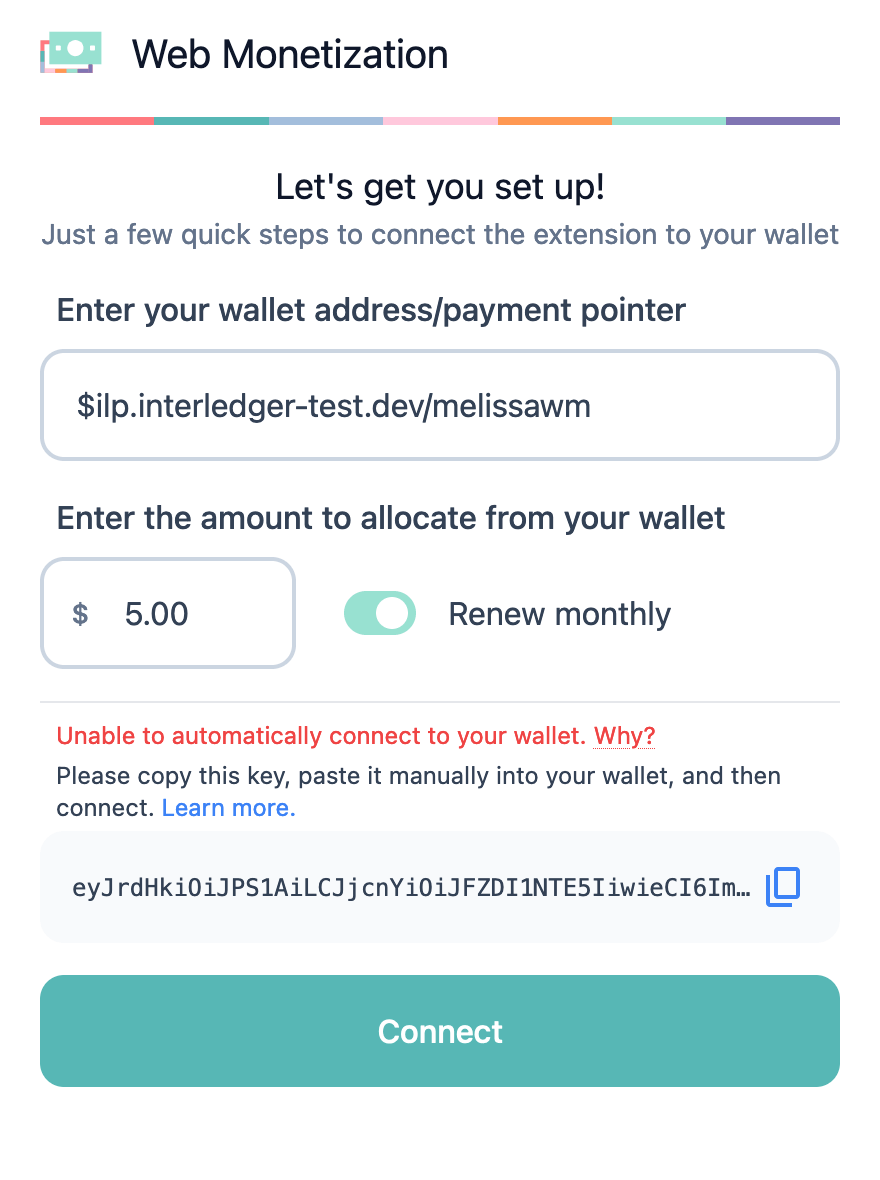 Web Monetization
Let's get you set up!
Just a few quick steps to connect the extension to your wallet
Enter your wallet address/payment pointer
$ilp.interledger-test.dev/melissawm
Enter the amount to allocate from your wallet
$ 5.00 Renew monthly
Unable to automatically connect to your wallet. Why?
Please copy this key, paste it manually into your wallet, and then
connect. Learn more.
eyJrdHkiOiJPS1AiLCJjcnYiOiJFZDI1NTE5IiwieCI6Im…
Connect